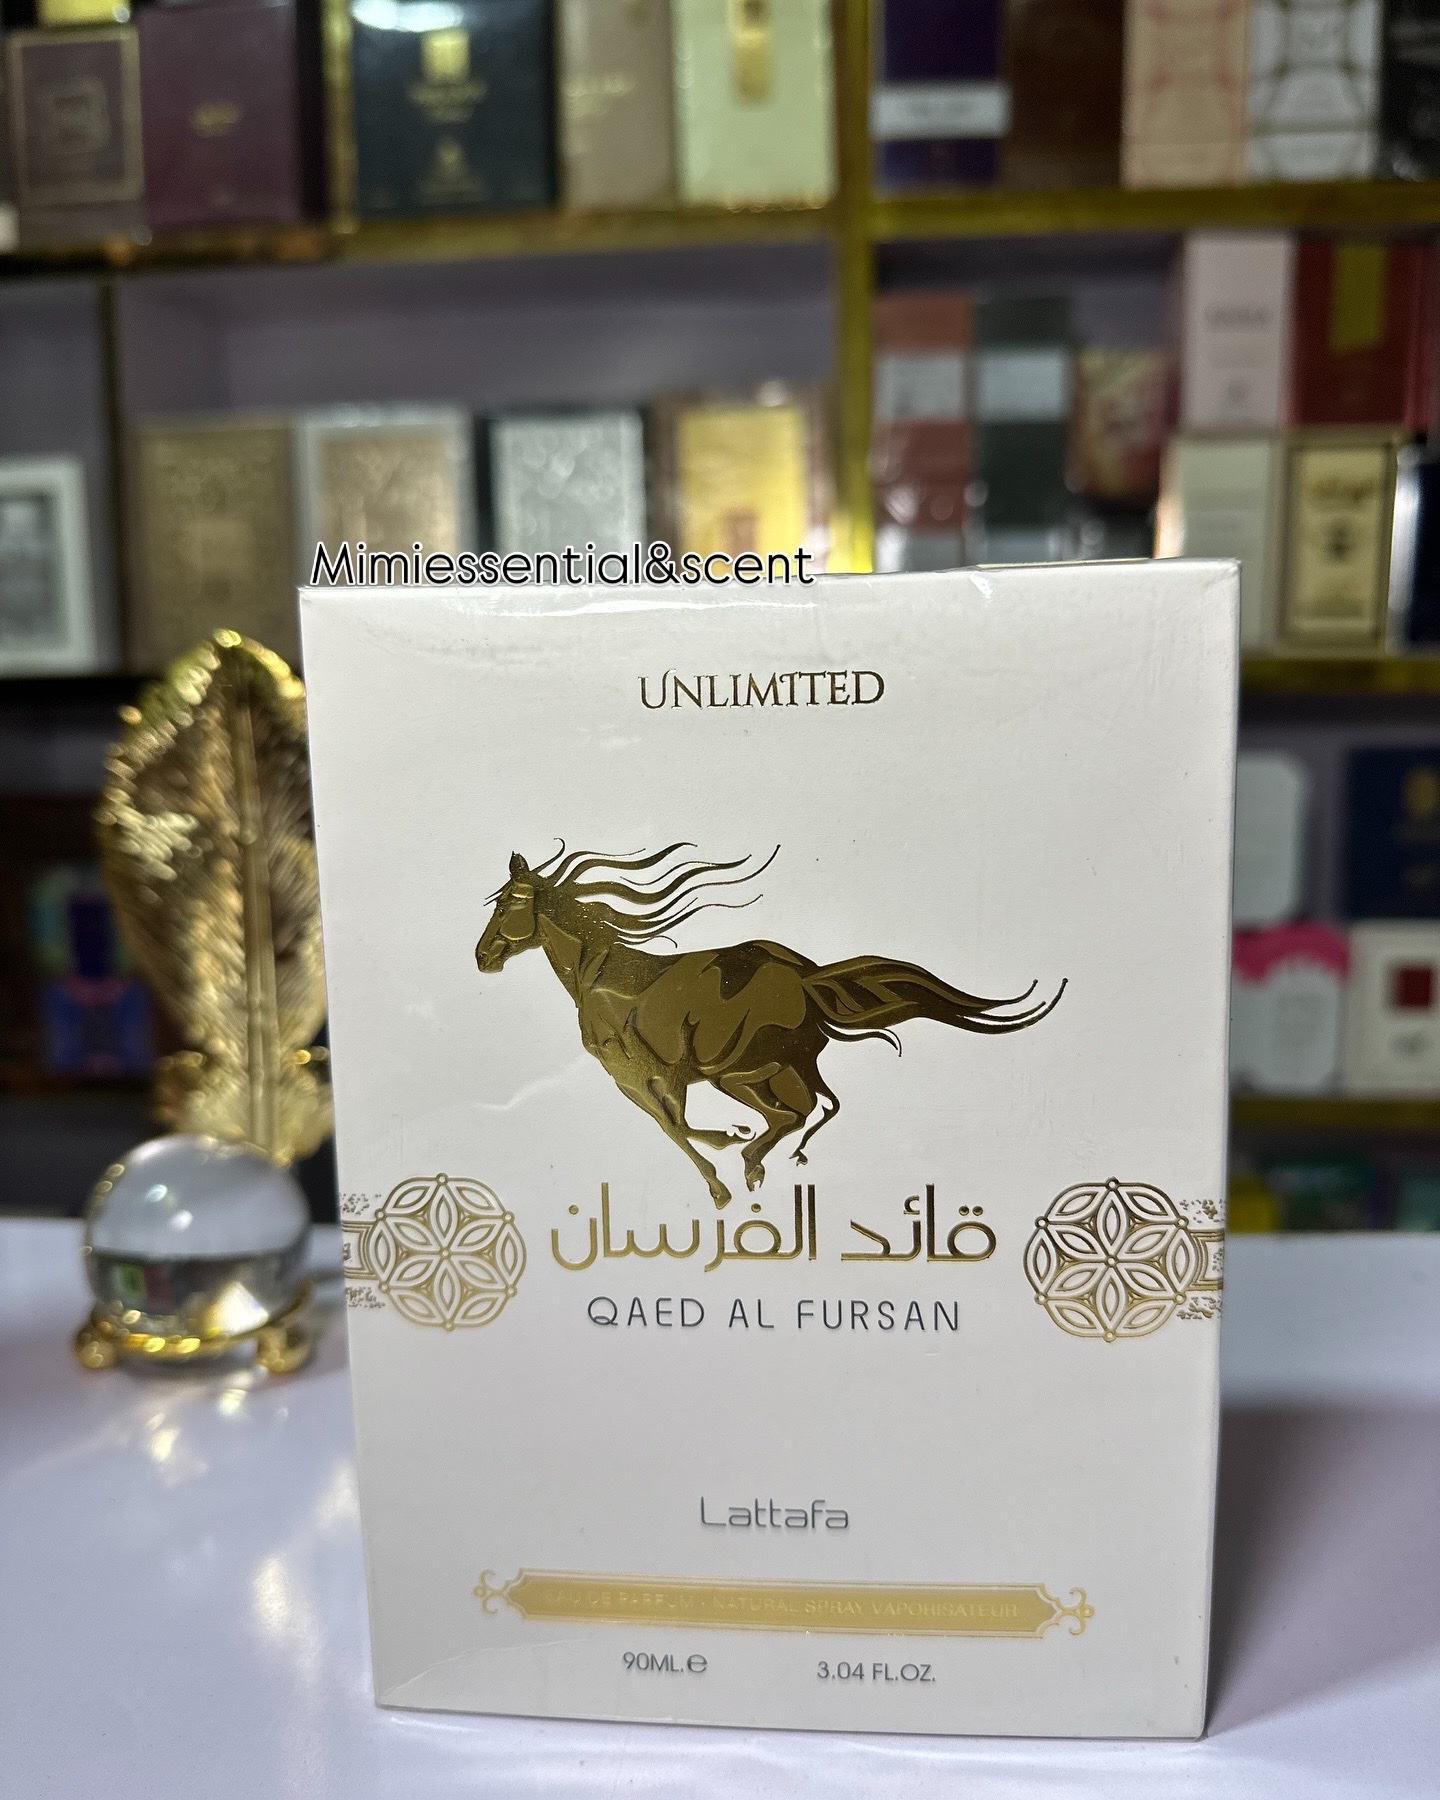 Mimiessential&scent
UNLIMITED
قائد الفرسان
QAED AL FURSAN
Lattafa
EAU DE PARFUM · NATURAL SPRAY VAPORISATEUR
90ML.℮ 3.04 FL.OZ.